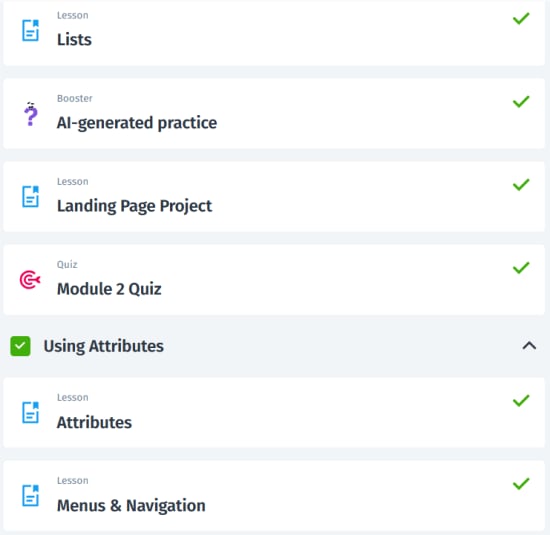 Lesson
Lists
Booster
AI-generated practice
Lesson
Landing Page Project
Quiz
Module 2 Quiz
Using Attributes
Lesson
Attributes
Lesson
Menus & Navigation